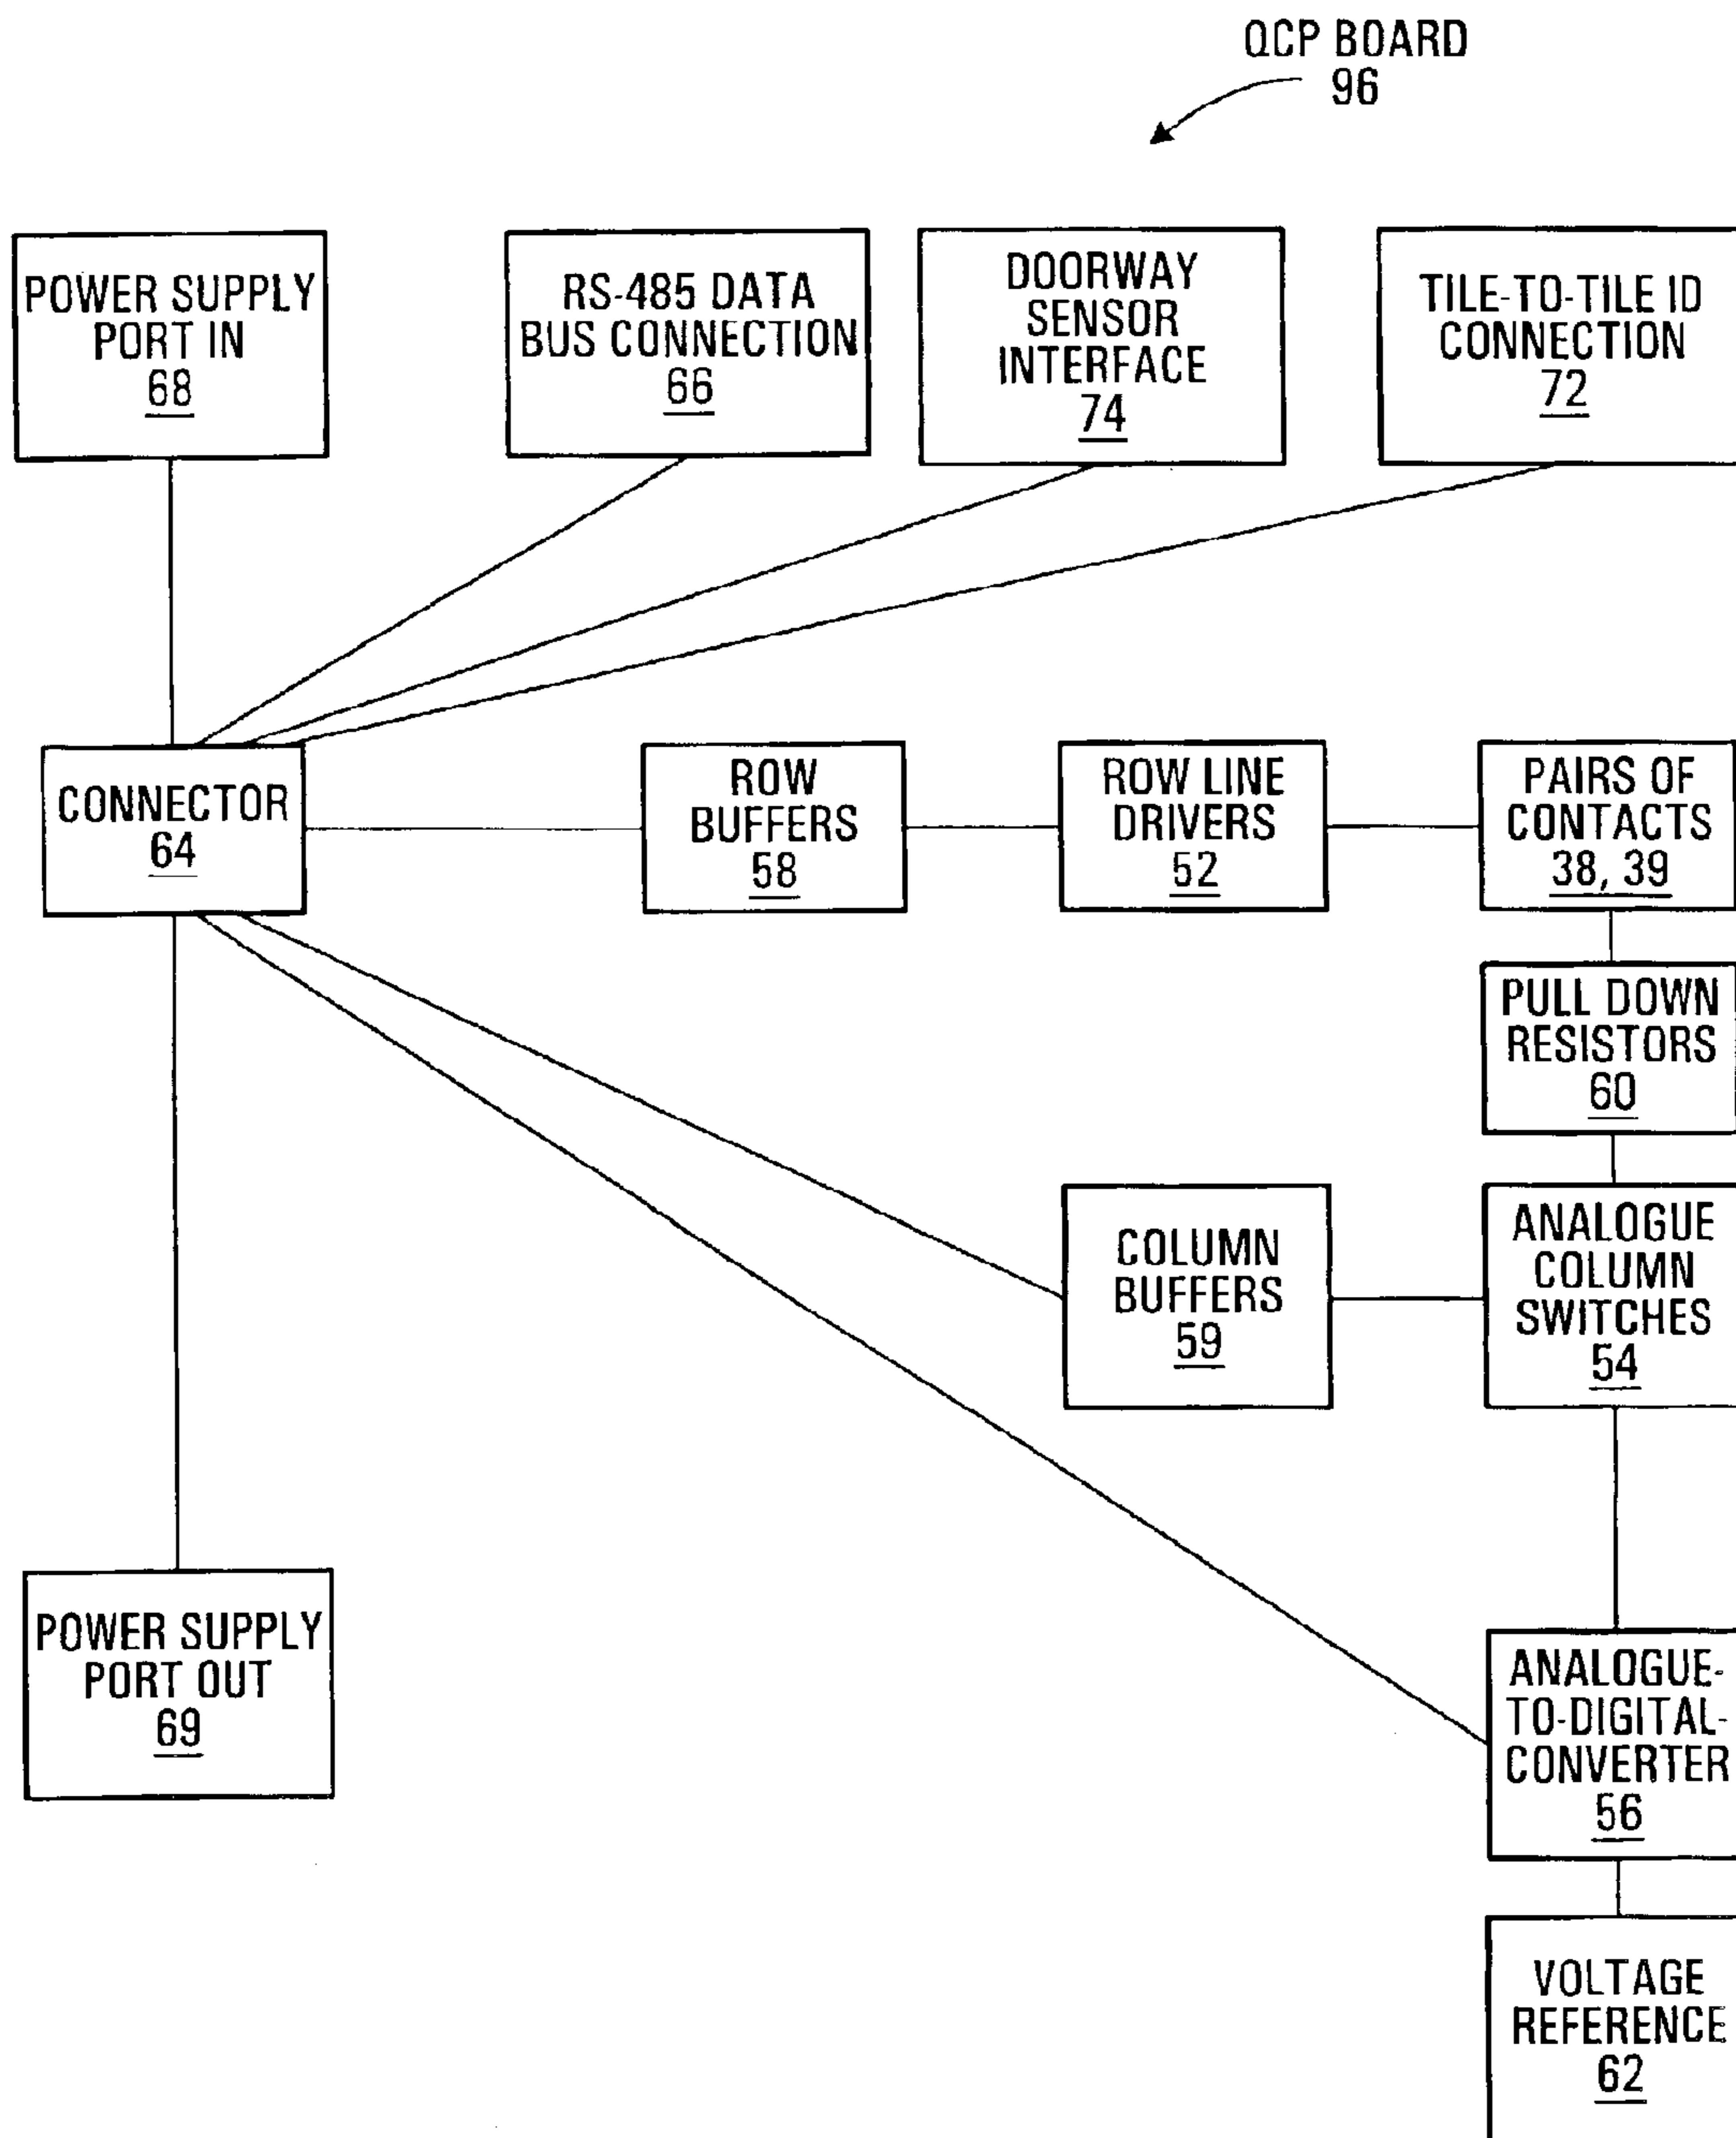 QCP BOARD
96
POWER SUPPLY
PORT IN
68
RS-485 DATA
BUS CONNECTION
66
DOORWAY
SENSOR
INTERFACE
74
TILE-TO-TILE ID
CONNECTION
72
CONNECTOR
64
ROW
BUFFERS
58
ROW LINE
DRIVERS
52
PAIRS OF
CONTACTS
38, 39
PULL DOWN
RESISTORS
60
COLUMN
BUFFERS
59
ANALOGUE
COLUMN
SWITCHES
54
POWER SUPPLY
PORT OUT
69
ANALOGUE-
TO-DIGITAL-
CONVERTER
56
VOLTAGE
REFERENCE
62